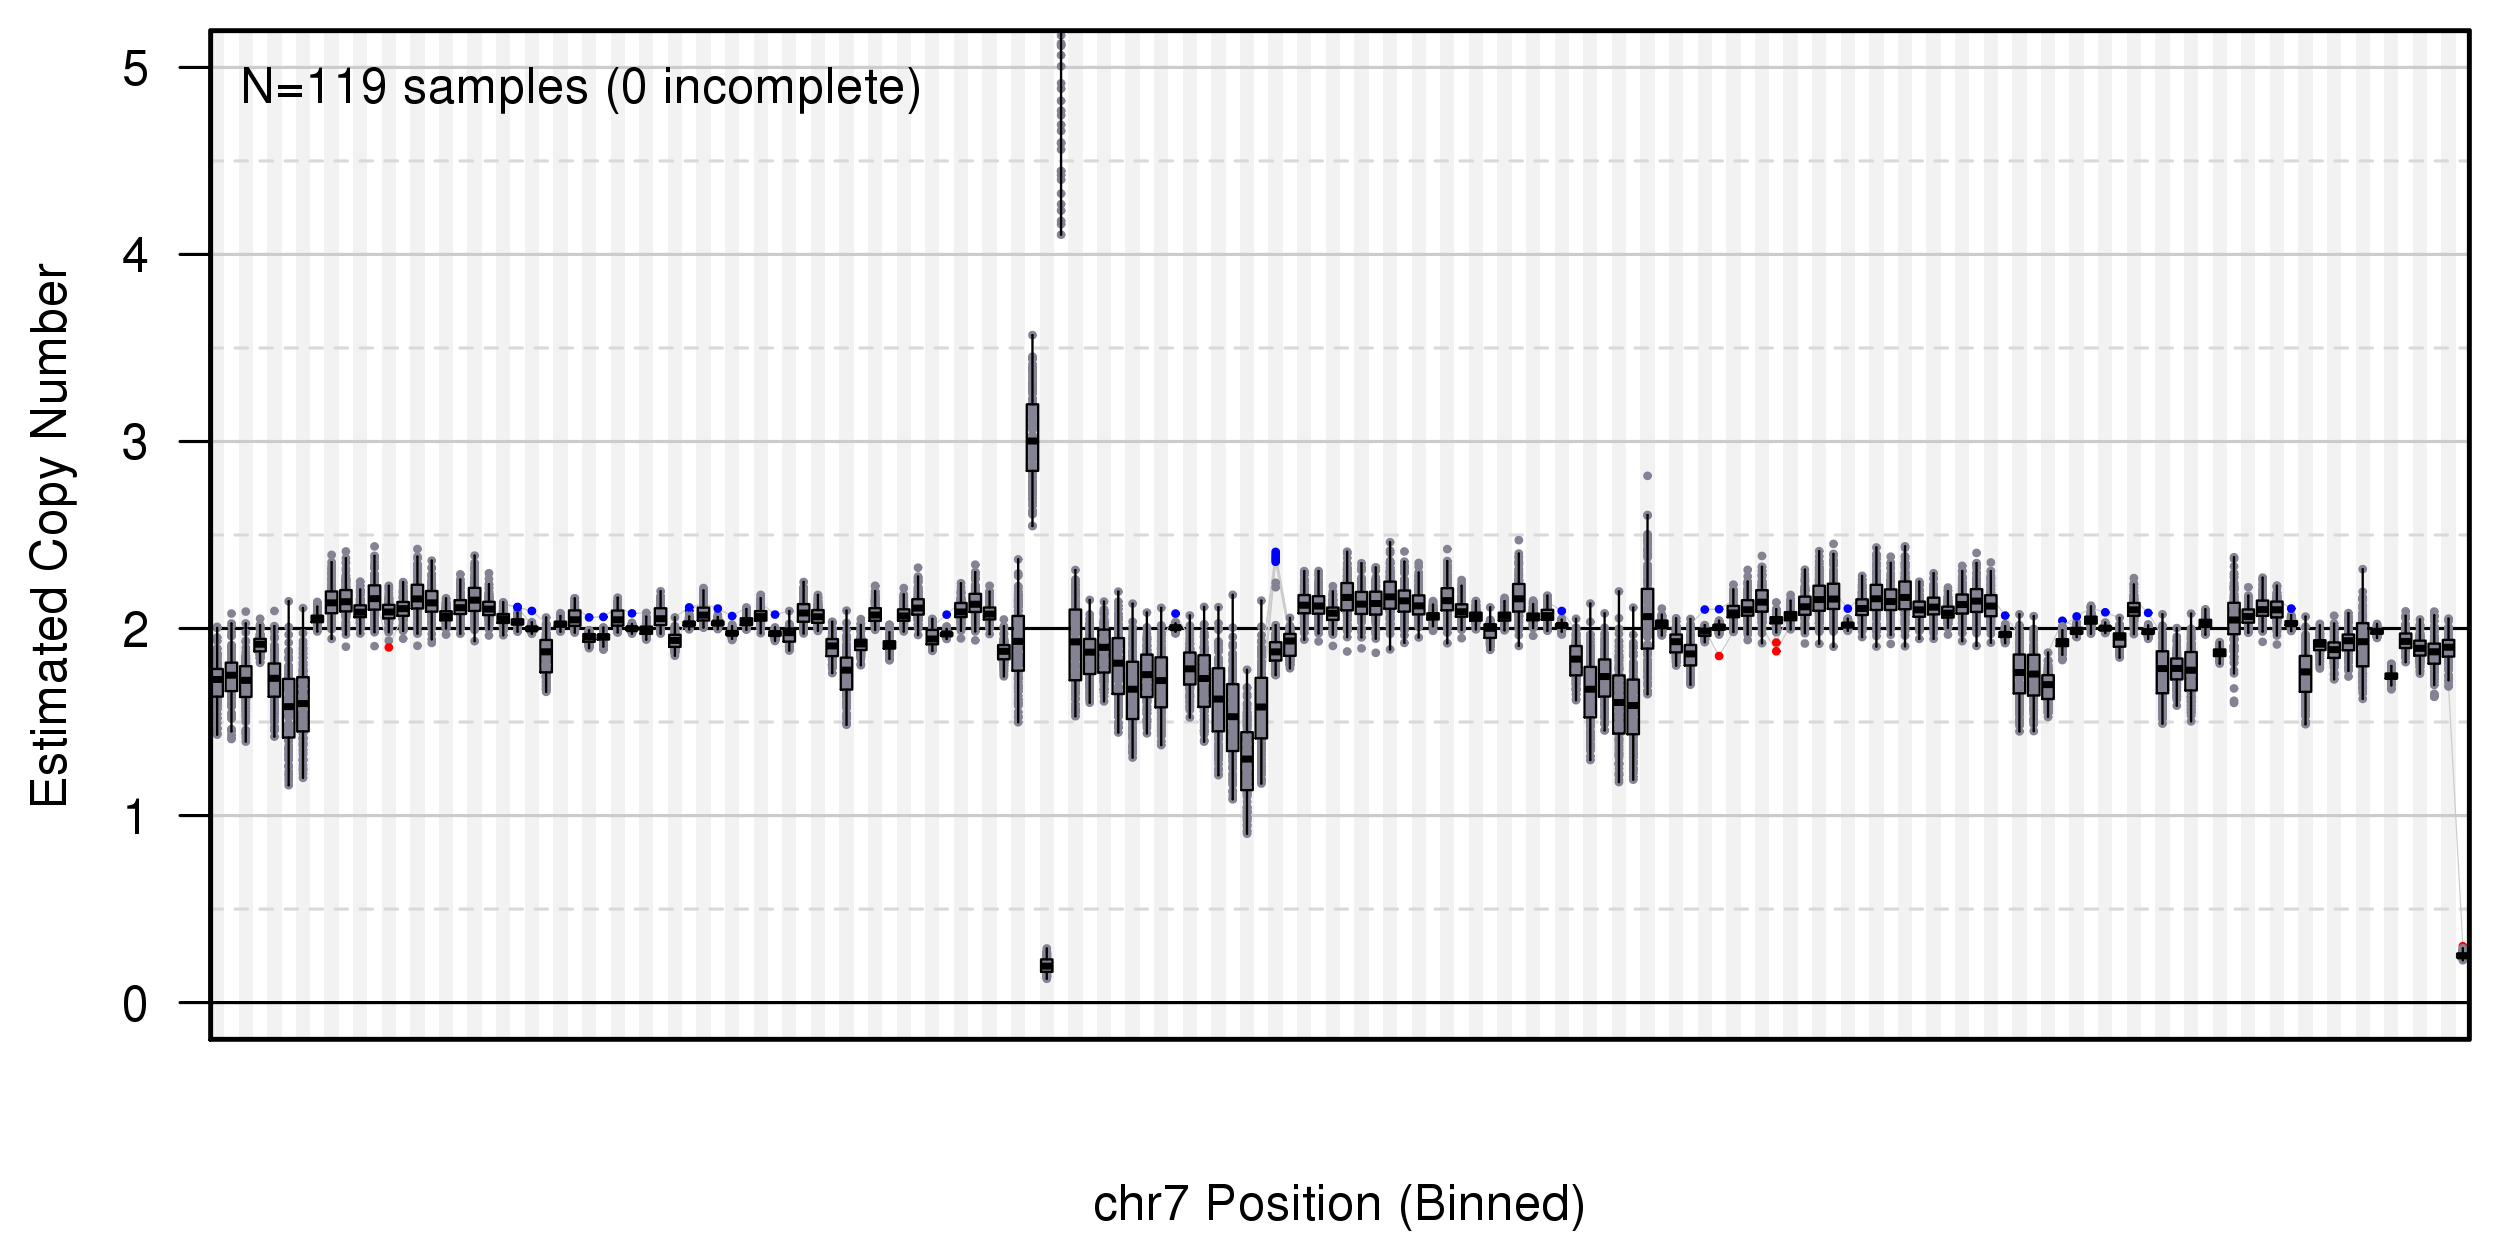 5
N=119 samples (0 incomplete)
4
3
2
1
0
Estimated Copy Number
chr7 Position (Binned)